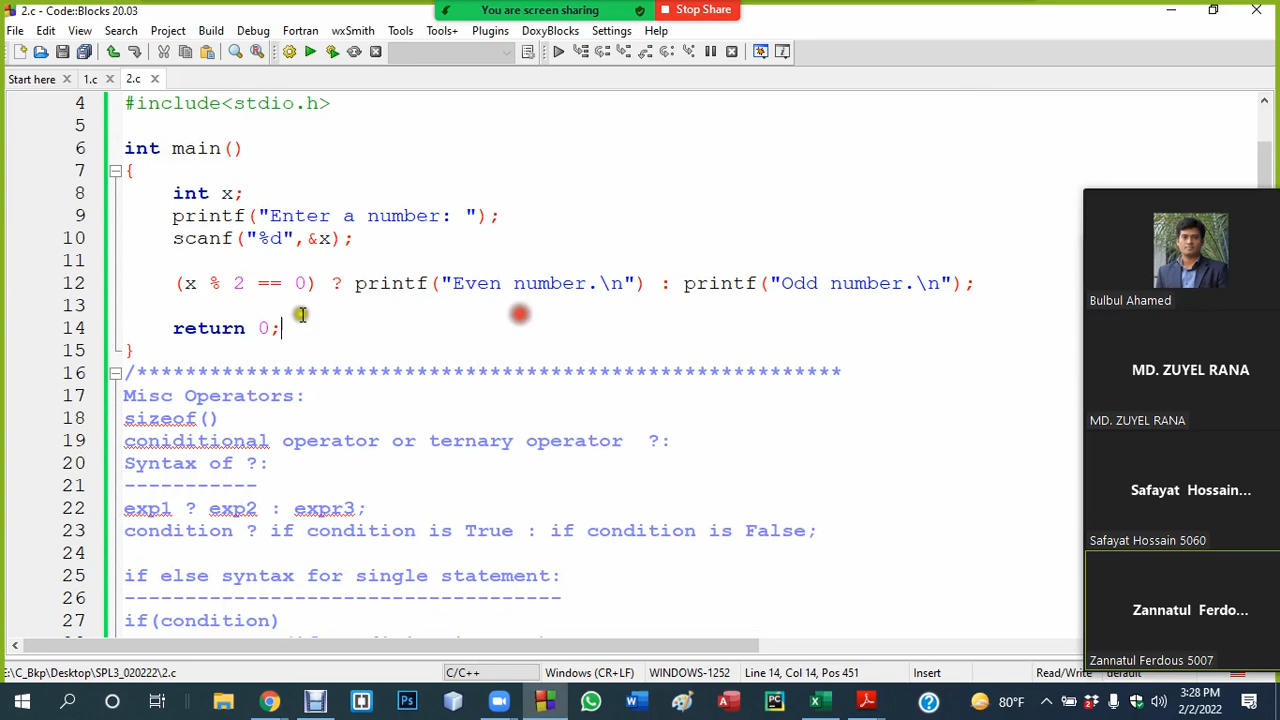 2.c - Code::Blocks 20.03
You are screen sharing
Stop Share
File Edit View Search Project Build Debug Fortran wxSmith Tools Tools+ Plugins DoxyBlocks Settings Help
Start here 1.c 2.c
4 #include<stdio.h>
5
6 int main()
7 {
8 int x;
9 printf("Enter a number: ");
10 scanf("%d",&x);
11
12 (x % 2 == 0) ? printf("Even number.\n") : printf("Odd number.\n");
13
14 return 0;
15 }
16 /**********************************************************
17 Misc Operators:
18 sizeof()
19 coniditional operator or ternary operator ?:
20 Syntax of ?:
21 -----------
22 exp1 ? exp2 : expr3;
23 condition ? if condition is True : if condition is False;
24
25 if else syntax for single statement:
26 ------------------------------------
27 if(condition)
Bulbul Ahamed
MD. ZUYEL RANA
MD. ZUYEL RANA
Safayat Hossain...
Safayat Hossain 5060
Zannatul Ferdo...
Zannatul Ferdous 5007
E:\C_Bkp\Desktop\SPL3_020222\2.c C/C++ Windows (CR+LF) WINDOWS-1252 Line 14, Col 14, Pos 451 Insert Read/Write default
80°F 3:28 PM
2/2/2022